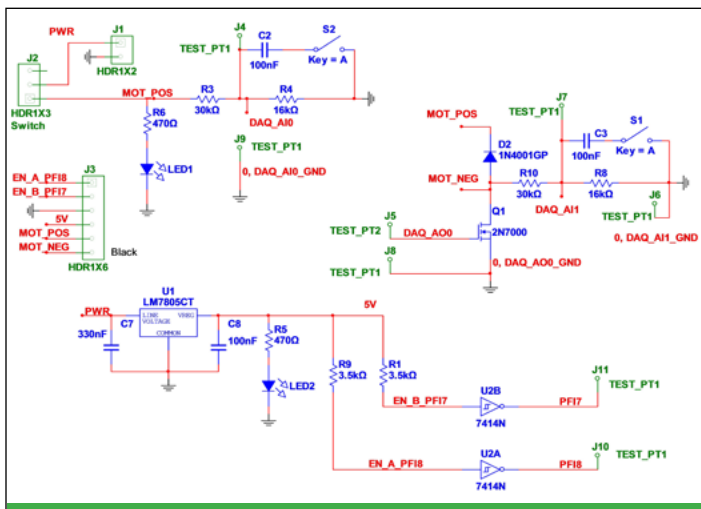 J1
PWR
HDR1X2
J2
HDR1X3
Switch
MOT_POS
R3
30kΩ
J4
TEST_PT1
C2
100nF
S2
Key = A
R4
16kΩ
DAQ_AI0
R6
470Ω
LED1
J9
TEST_PT1
0, DAQ_AI0_GND
EN_A_PFI8
EN_B_PFI7
5V
MOT_POS
MOT_NEG
J3
HDR1X6
Black
MOT_POS
D2
1N4001GP
MOT_NEG
R10
30kΩ
J7
TEST_PT1
C3
100nF
S1
Key = A
R8
16kΩ
DAQ_AI1
J6
TEST_PT1
0, DAQ_AI1_GND
Q1
2N7000
J5
TEST_PT2
DAQ_AO0
J8
TEST_PT1
0, DAQ_AO0_GND
PWR
U1
LM7805CT
LINE VREG
VOLTAGE
COMMON
C7
330nF
C8
100nF
5V
R5
470Ω
LED2
R9
3.5kΩ
R1
3.5kΩ
EN_B_PFI7
U2B
7414N
PFI7
J11
TEST_PT1
EN_A_PFI8
U2A
7414N
PFI8
J10
TEST_PT1